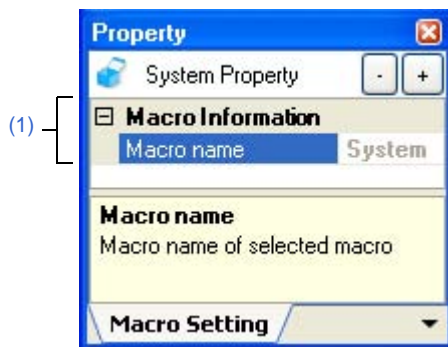 Property
System Property - +
(1)
Macro Information
Macro name System
Macro name
Macro name of selected macro
Macro Setting